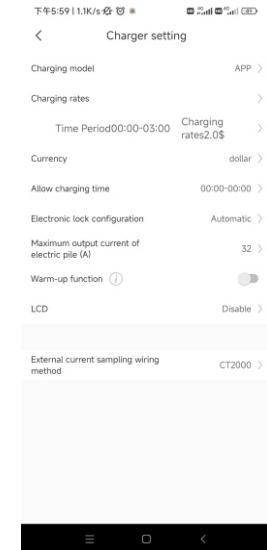 下午5:59 | 1.1K/s
Charger setting
Charging model APP
Charging rates
Time Period00:00-03:00 Charging
rates2.0$
Currency dollar
Allow charging time 00:00-00:00
Electronic lock configuration Automatic
Maximum output current of
electric pile (A) 32
Warm-up function
LCD Disable
External current sampling wiring
method CT2000